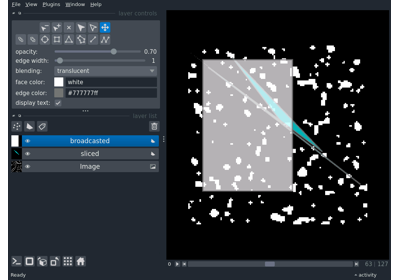 File View Plugins Window Help
layer controls
opacity: 0.70
edge width: 1
blending: translucent
face color: white
edge color: #777777ff
display text:
layer list
broadcasted
sliced
Image
63 127
activity